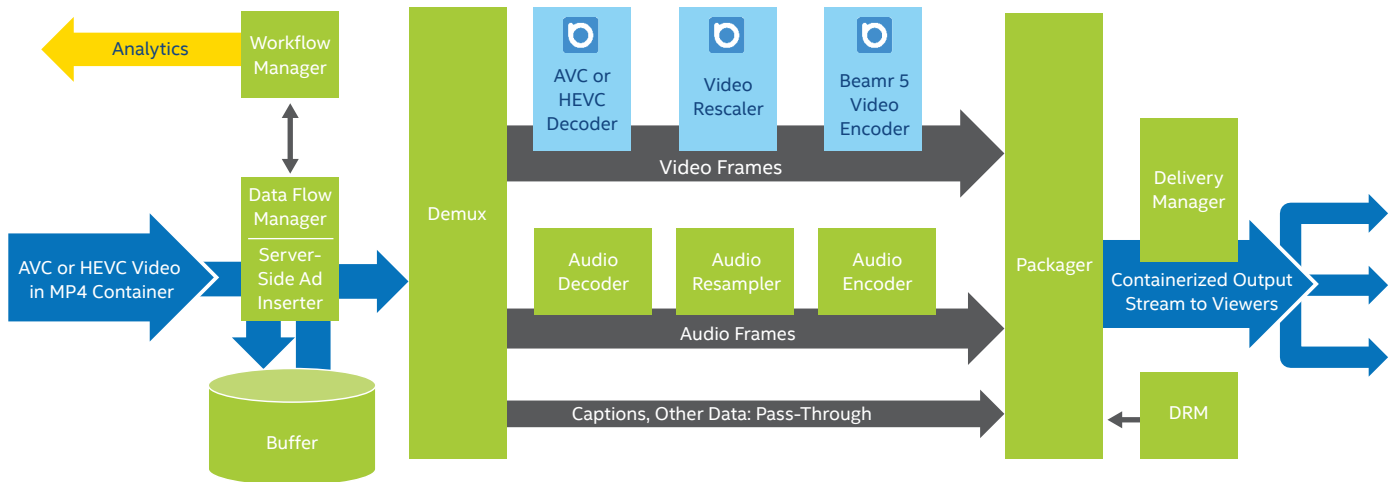 Analytics
Workflow
Manager
Data Flow
Manager
Server-
Side Ad
Inserter
AVC or HEVC Video
in MP4 Container
Buffer
Demux
AVC or
HEVC
Decoder
Video
Rescaler
Beamr 5
Video
Encoder
Video Frames
Audio
Decoder
Audio
Resampler
Audio
Encoder
Audio Frames
Captions, Other Data: Pass-Through
Packager
Delivery
Manager
Containerized Output
Stream to Viewers
DRM